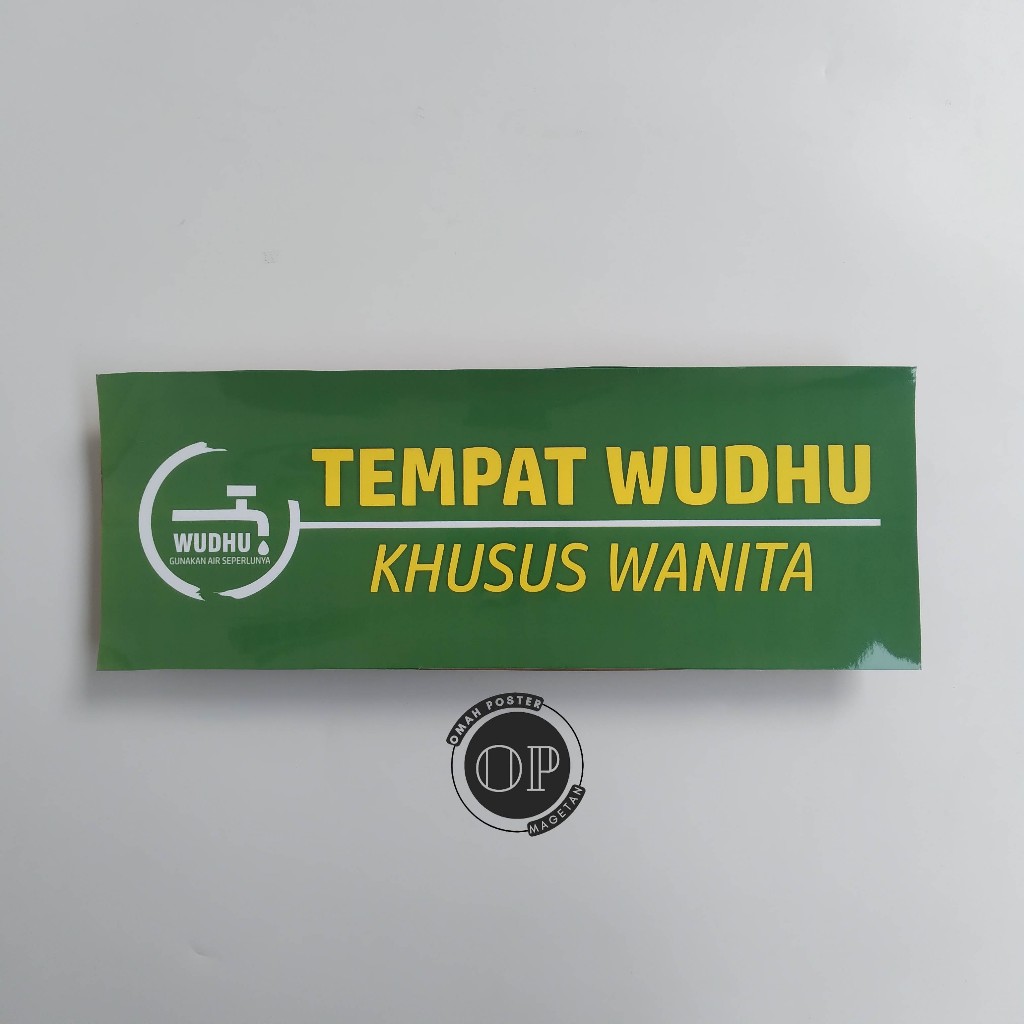 TEMPAT WUDHU
KHUSUS WANITA
WUDHU
GUNAKAN AIR SEPERLUNYA
OMAH POSTER
OP
MAGETAN